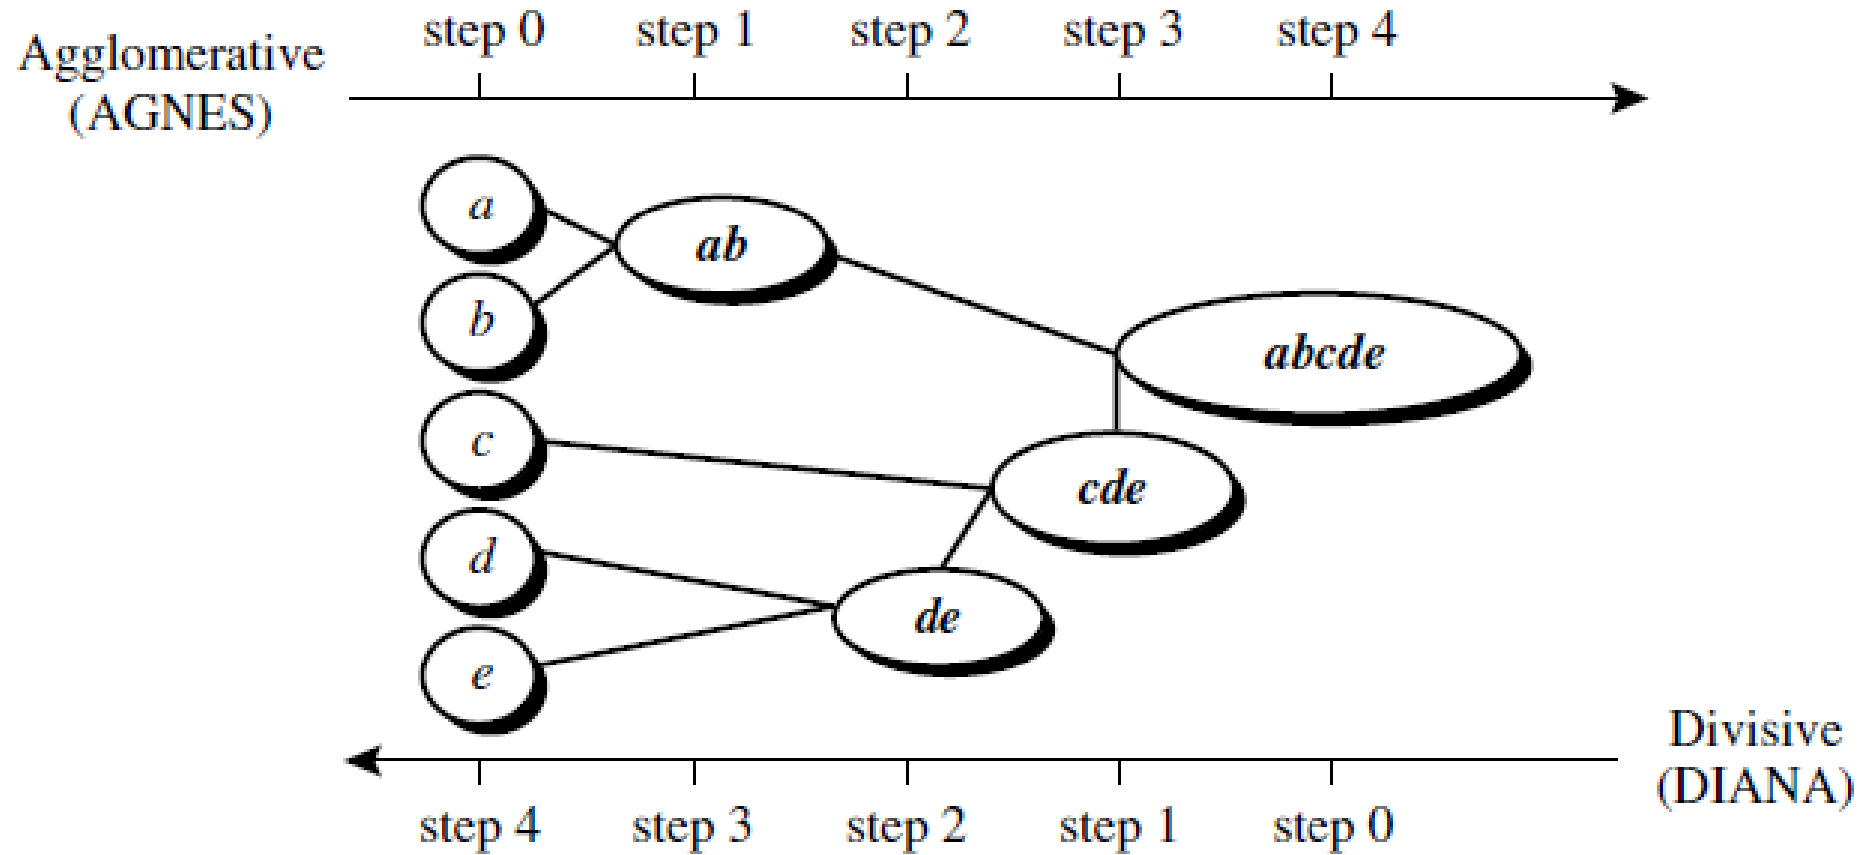 step 0 step 1 step 2 step 3 step 4
Agglomerative
(AGNES)
a
ab
b
abcde
c
cde
d
de
e
Divisive
(DIANA)
step 4 step 3 step 2 step 1 step 0